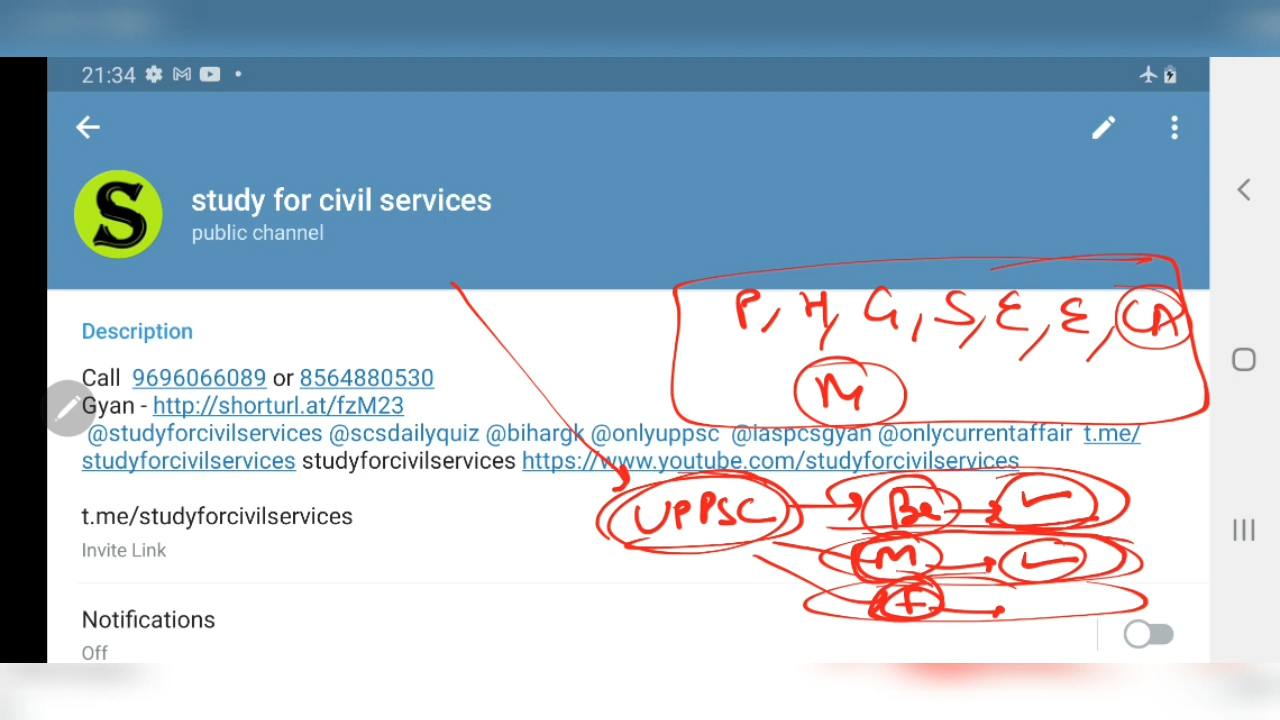 21:34
study for civil services
public channel
P, H, G, S, E, E, CA
M
Description
Call 9696066089 or 8564880530
Gyan - http://shorturl.at/fzM23
@studyforcivilservices @scsdailyquiz @bihargk @onlyuppsc @iaspcsgyan @onlycurrentaffair t.me/
studyforcivilservices studyforcivilservices https://www.youtube.com/studyforcivilservices
UPPSC Be
t.me/studyforcivilservices
Invite Link
M
F
Notifications
Off